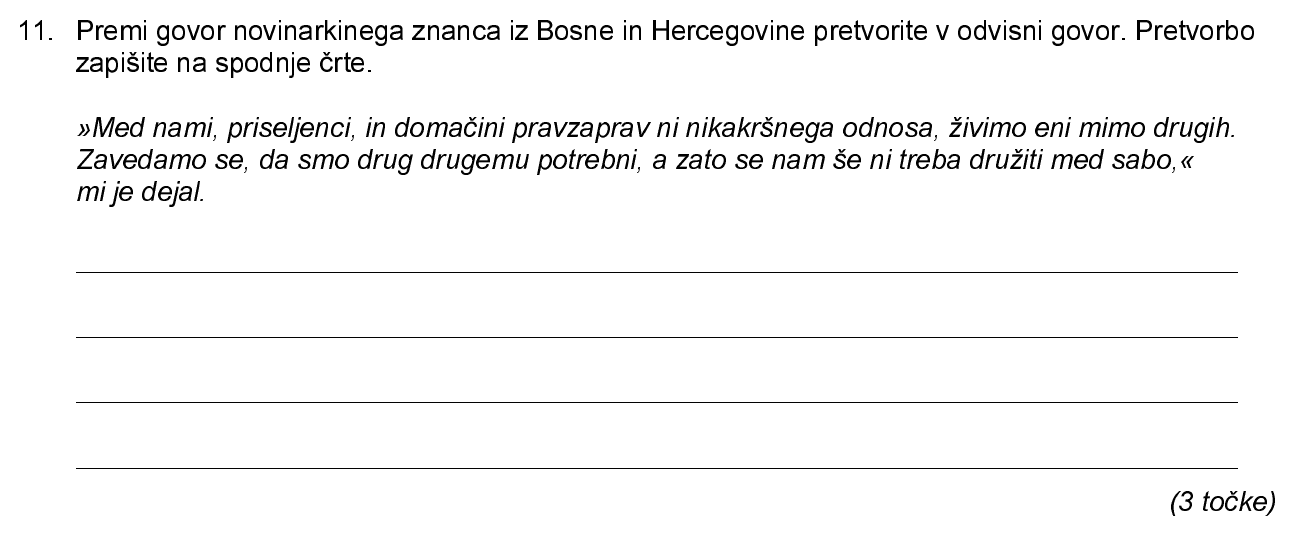 11. Premi govor novinarkinega znanca iz Bosne in Hercegovine pretvorite v odvisni govor. Pretvorbo
zapišite na spodnje črte.
»Med nami, priseljenci, in domačini pravzaprav ni nikakršnega odnosa, živimo eni mimo drugih.
Zavedamo se, da smo drug drugemu potrebni, a zato se nam še ni treba družiti med sabo,«
mi je dejal.
(3 točke)